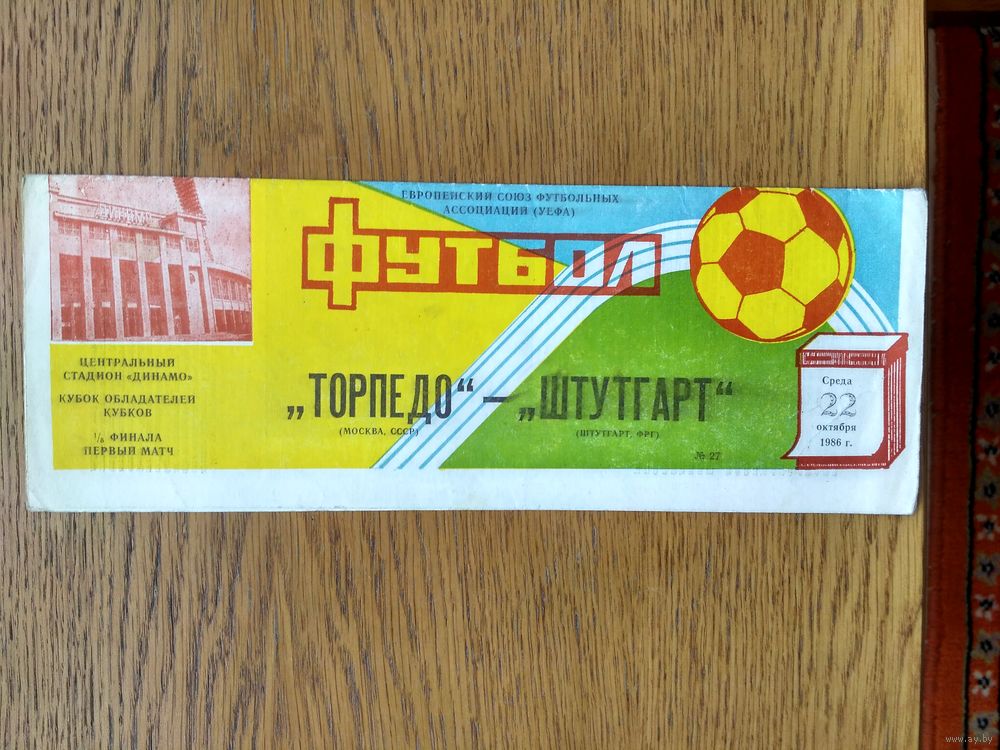 ЕВРОПЕЙСКИЙ СОЮЗ ФУТБОЛЬНЫХ
АССОЦИАЦИЙ (УЕФА)
ФУТБОЛ
ЦЕНТРАЛЬНЫЙ
СТАДИОН «ДИНАМО»
КУБОК ОБЛАДАТЕЛЕЙ
КУБКОВ
1/8 ФИНАЛА
ПЕРВЫЙ МАТЧ
„ТОРПЕДО“ — „ШТУТГАРТ“
(МОСКВА, СССР) (ШТУТГАРТ, ФРГ)
№ 27
Среда
22
октября
1986 г.
www.ay.by